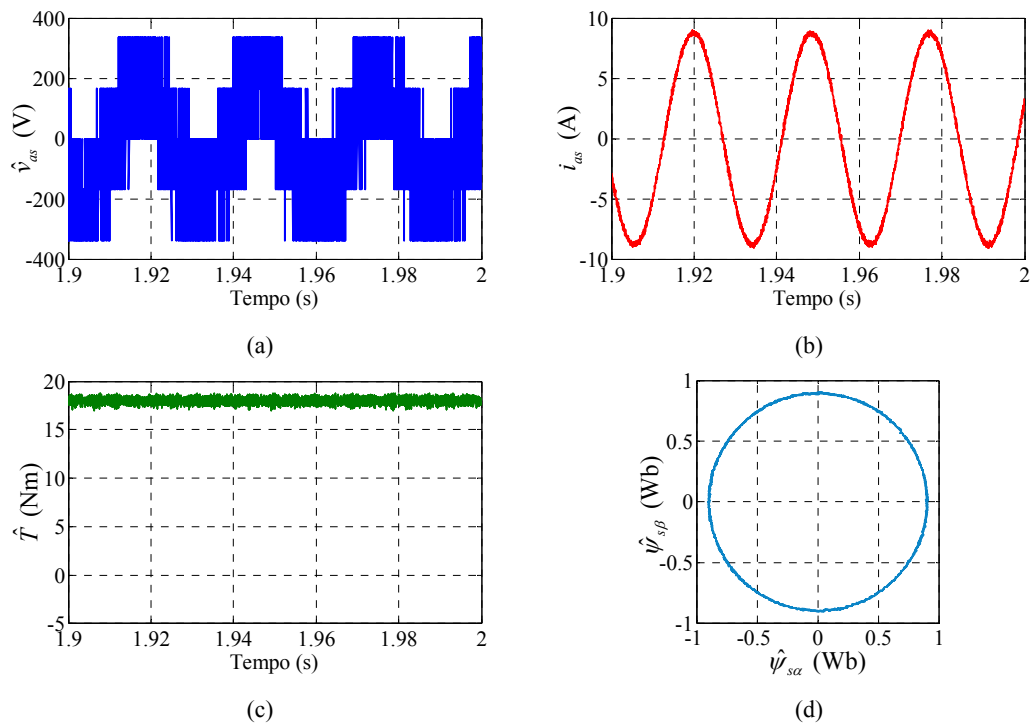 400
200
0
-200
-400
v̂as (V)
1.9 1.92 1.94 1.96 1.98 2
Tempo (s)
(a)
10
5
0
-5
-10
ias (A)
1.9 1.92 1.94 1.96 1.98 2
Tempo (s)
(b)
20
15
10
5
0
-5
T̂ (Nm)
1.9 1.92 1.94 1.96 1.98 2
Tempo (s)
(c)
1
0.5
0
-0.5
-1
ψ̂sβ (Wb)
-1 -0.5 0 0.5 1
ψ̂sα (Wb)
(d)